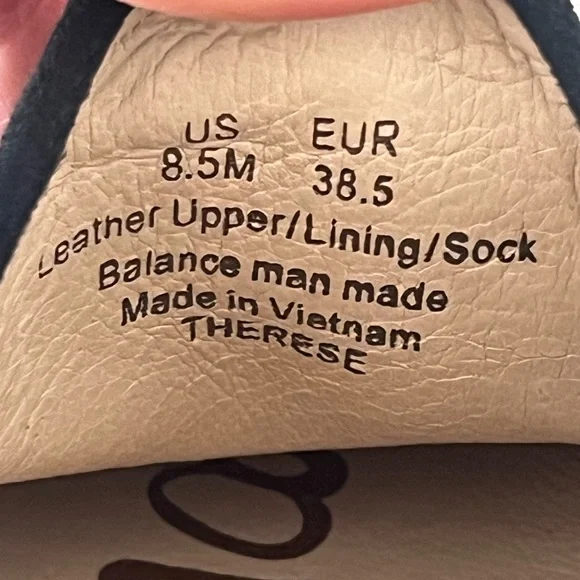 US EUR
8.5M 38.5
Leather Upper/Lining/Sock
Balance man made
Made in Vietnam
THERESE